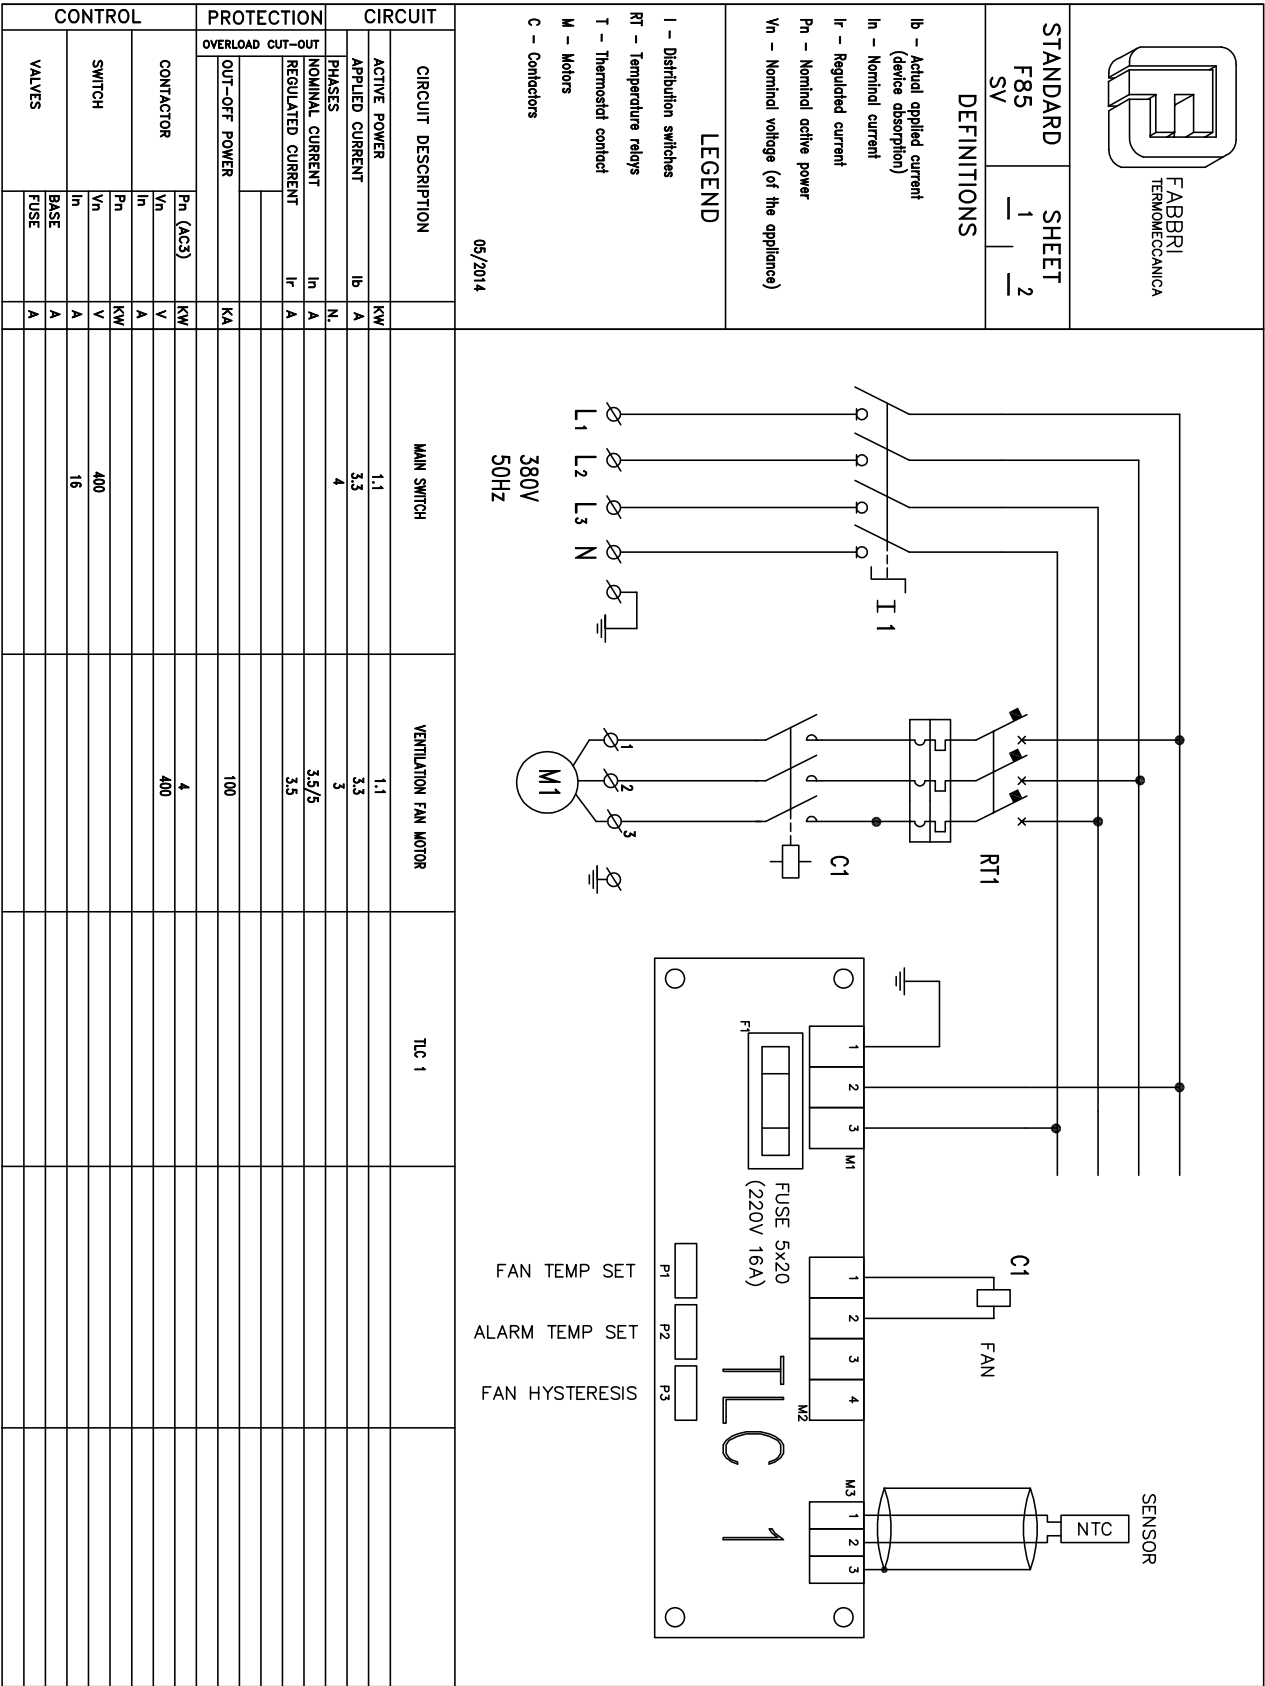 FABBRI
TERMOMECCANICA
STANDARD
F85
SV
SHEET
1
2
DEFINITIONS
Ib - Actual applied current
(device absorption)
In - Nominal current
Ir - Regulated current
Pn - Nominal active power
Vn - Nominal voltage (of the appliance)
LEGEND
I - Distribution switches
RT - Temperature relays
T - Thermostat contact
M - Motors
C - Contactors
05/2014
L1
L2
L3
N
380V
50Hz
I 1
RT1
C1
1
2
3
M1
1
2
3
M1
F1
FUSE 5x20
(220V 16A)
C1
FAN
1
2
3
4
M2
SENSOR
NTC
M3
1
2
3
TLC 1
P1
P2
P3
FAN TEMP SET
ALARM TEMP SET
FAN HYSTERESIS
CIRCUIT
CIRCUIT DESCRIPTION
MAIN SWITCH
VENTILATION FAN MOTOR
TLC 1
ACTIVE POWER KW 1.1 1.1
APPLIED CURRENT Ib A 3.3 3.3
PHASES N. 4 3
PROTECTION
OVERLOAD CUT-OUT
NOMINAL CURRENT In A 3.5/5
REGULATED CURRENT Ir A 3.5
OUT-OFF POWER KA 100
CONTROL
CONTACTOR
Pn (AC3) KW 4
Vn V 400
In A
SWITCH
Pn KW
Vn V 400
In A 16
VALVES
BASE A
FUSE A